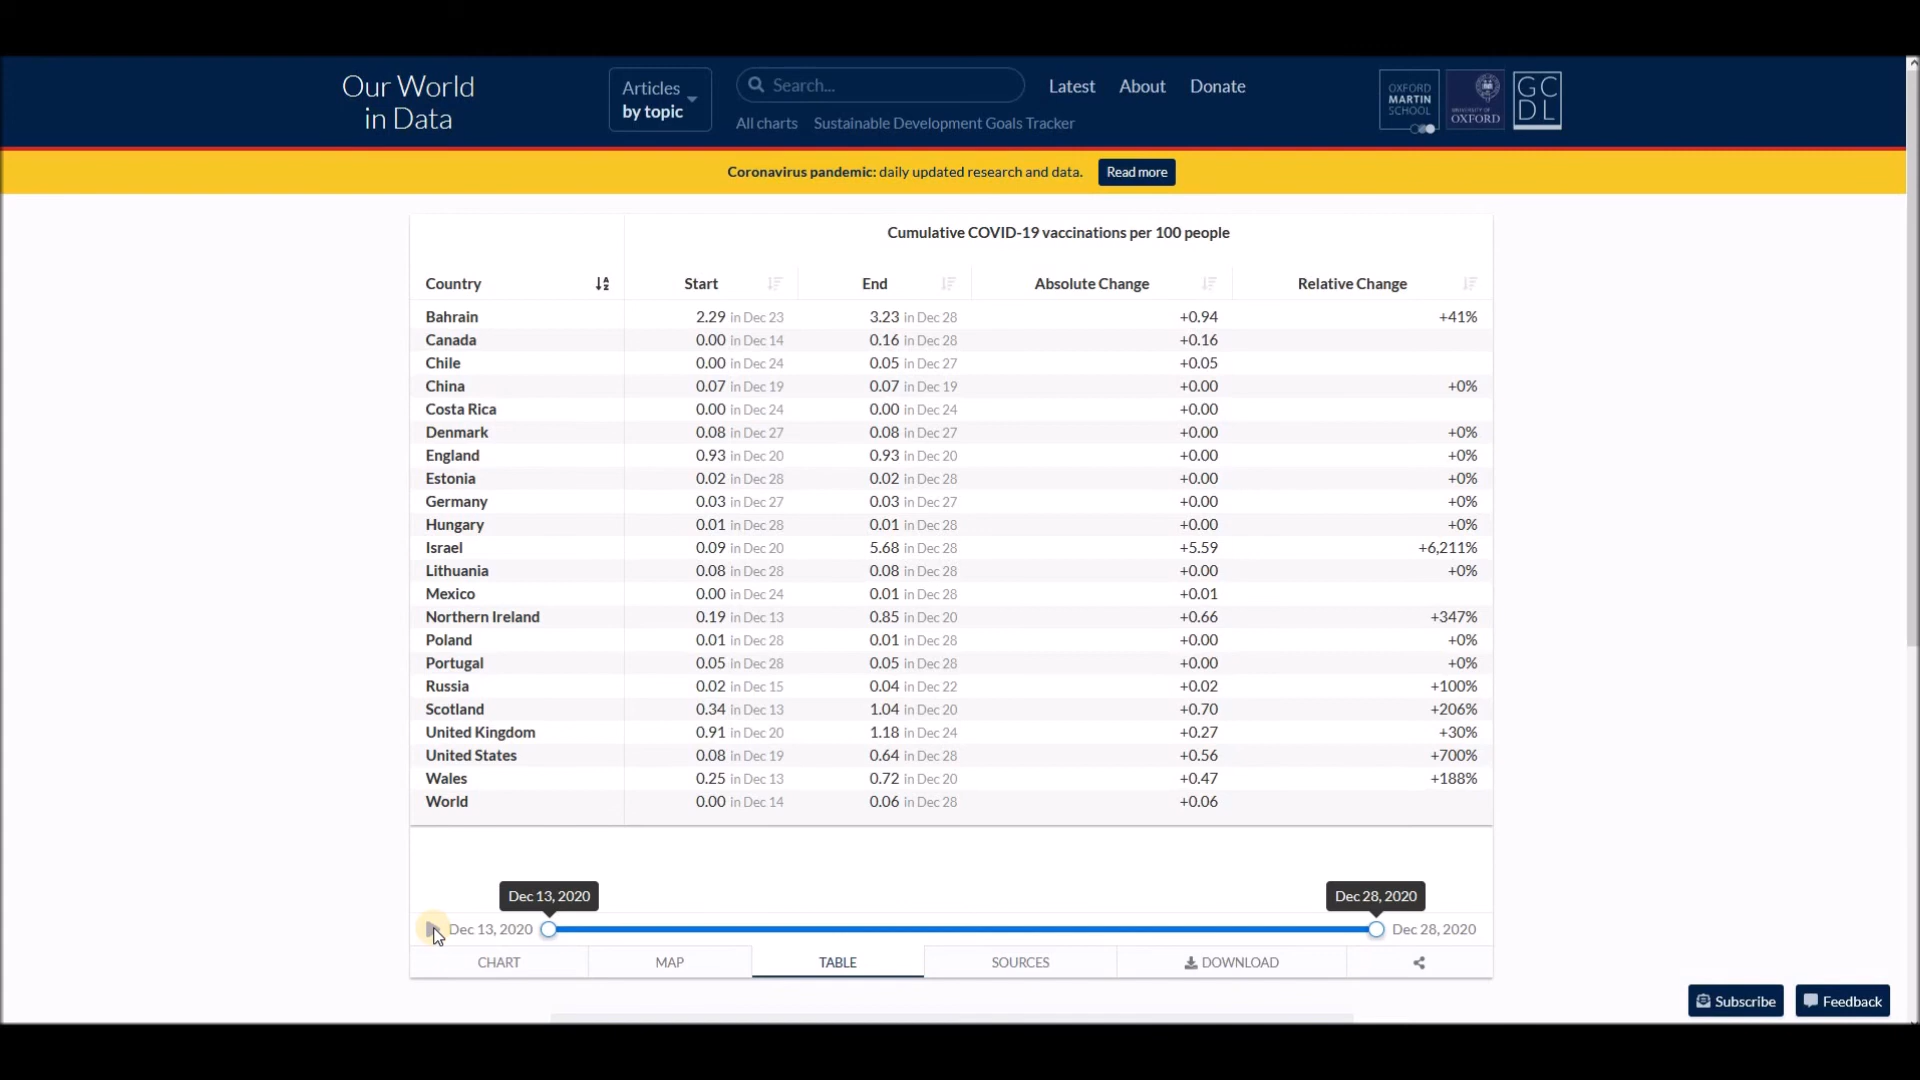 Our World
in Data
Articles
by topic
Search...
Latest About Donate
All charts Sustainable Development Goals Tracker
OXFORD
MARTIN
SCHOOL
UNIVERSITY OF
OXFORD
GC
DL
Coronavirus pandemic: daily updated research and data. Read more
Cumulative COVID-19 vaccinations per 100 people
Country Start End Absolute Change Relative Change
Bahrain 2.29 in Dec 23 3.23 in Dec 28 +0.94 +41%
Canada 0.00 in Dec 14 0.16 in Dec 28 +0.16
Chile 0.00 in Dec 24 0.05 in Dec 27 +0.05
China 0.07 in Dec 19 0.07 in Dec 19 +0.00 +0%
Costa Rica 0.00 in Dec 24 0.00 in Dec 24 +0.00
Denmark 0.08 in Dec 27 0.08 in Dec 27 +0.00 +0%
England 0.93 in Dec 20 0.93 in Dec 20 +0.00 +0%
Estonia 0.02 in Dec 28 0.02 in Dec 28 +0.00 +0%
Germany 0.03 in Dec 27 0.03 in Dec 27 +0.00 +0%
Hungary 0.01 in Dec 28 0.01 in Dec 28 +0.00 +0%
Israel 0.09 in Dec 20 5.68 in Dec 28 +5.59 +6,211%
Lithuania 0.08 in Dec 28 0.08 in Dec 28 +0.00 +0%
Mexico 0.00 in Dec 24 0.01 in Dec 28 +0.01
Northern Ireland 0.19 in Dec 13 0.85 in Dec 20 +0.66 +347%
Poland 0.01 in Dec 28 0.01 in Dec 28 +0.00 +0%
Portugal 0.05 in Dec 28 0.05 in Dec 28 +0.00 +0%
Russia 0.02 in Dec 15 0.04 in Dec 22 +0.02 +100%
Scotland 0.34 in Dec 13 1.04 in Dec 20 +0.70 +206%
United Kingdom 0.91 in Dec 20 1.18 in Dec 24 +0.27 +30%
United States 0.08 in Dec 19 0.64 in Dec 28 +0.56 +700%
Wales 0.25 in Dec 13 0.72 in Dec 20 +0.47 +188%
World 0.00 in Dec 14 0.06 in Dec 28 +0.06
Dec 13, 2020 Dec 28, 2020
Dec 13, 2020 Dec 28, 2020
CHART MAP TABLE SOURCES DOWNLOAD
Subscribe Feedback